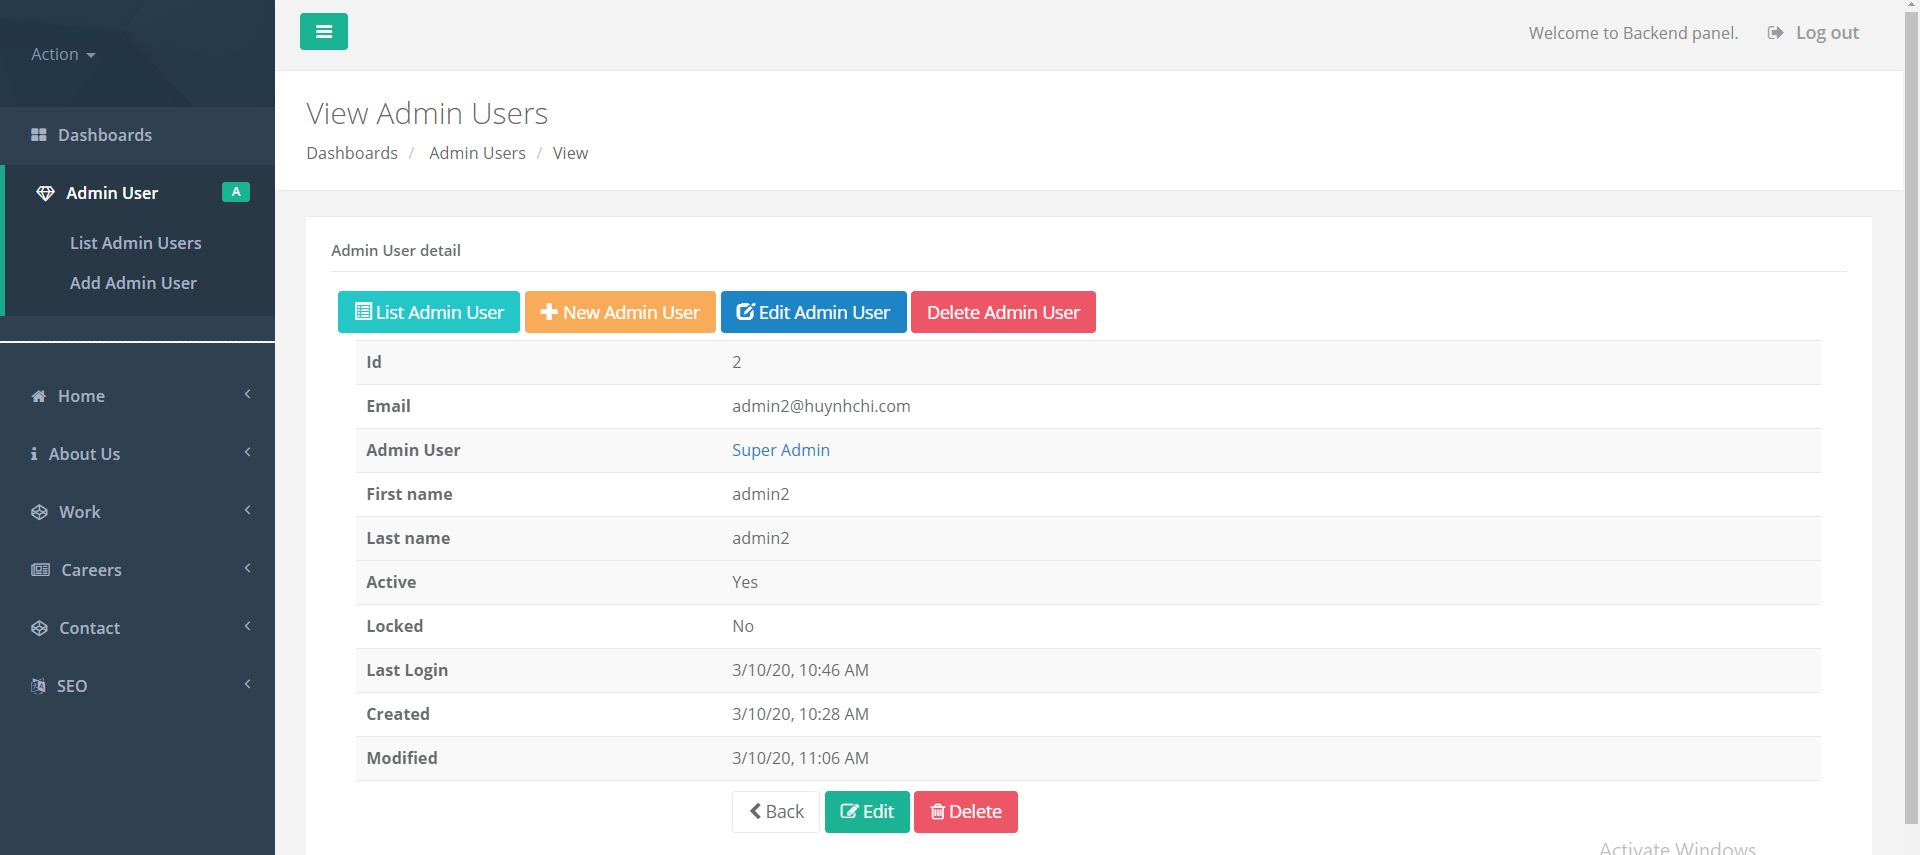 Action
Welcome to Backend panel. Log out
View Admin Users
Dashboards / Admin Users / View
Dashboards
Admin User A
List Admin Users
Add Admin User
Home
About Us
Work
Careers
Contact
SEO
Admin User detail
List Admin User New Admin User Edit Admin User Delete Admin User
Id 2
Email admin2@huynhchi.com
Admin User Super Admin
First name admin2
Last name admin2
Active Yes
Locked No
Last Login 3/10/20, 10:46 AM
Created 3/10/20, 10:28 AM
Modified 3/10/20, 11:06 AM
Back Edit Delete
Activate Windows